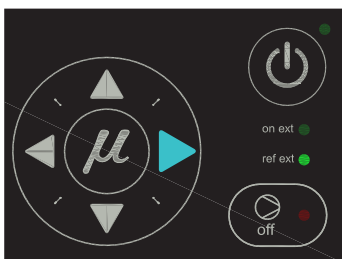 on ext
ref ext
μ
off